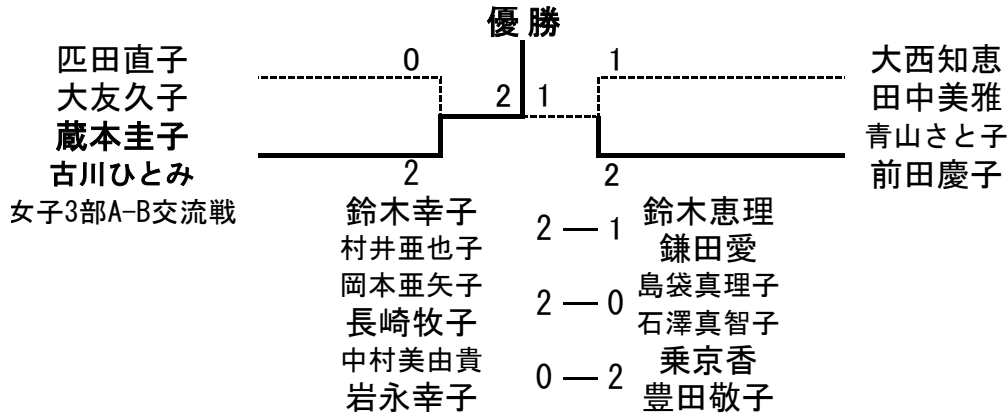 優勝
匹田直子 0 1 大西知恵
大友久子 2 1 田中美雅
蔵本圭子 青山さと子
古川ひとみ 2 2 前田慶子
女子3部A-B交流戦
鈴木幸子 2 — 1 鈴木恵理
村井亜也子 鎌田愛
岡本亜矢子 2 — 0 島袋真理子
長崎牧子 石澤真智子
中村美由貴 0 — 2 乗京香
岩永幸子 豊田敬子